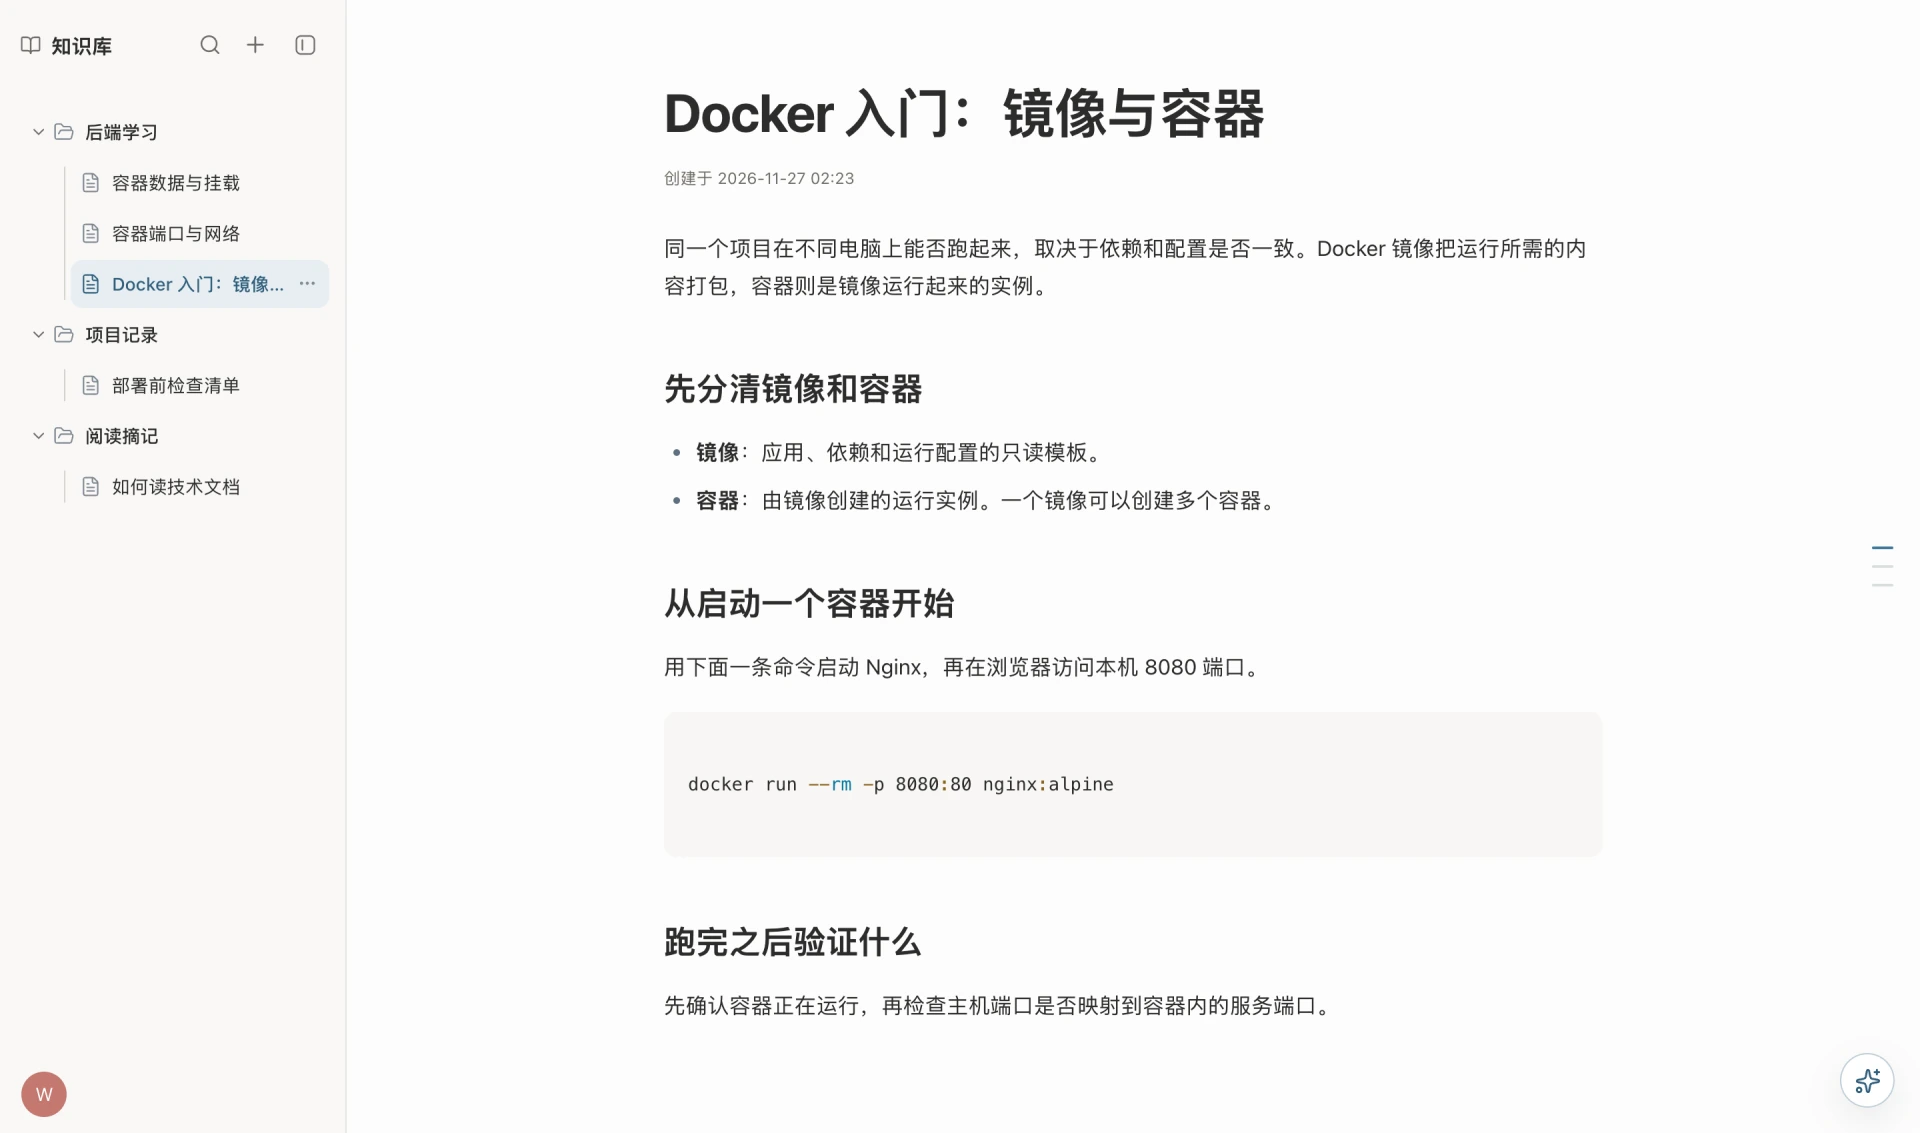 知识库
后端学习
容器数据与挂载
容器端口与网络
Docker 入门：镜像...
项目记录
部署前检查清单
阅读摘记
如何读技术文档
W
Docker 入门：镜像与容器
创建于 2026-11-27 02:23
同一个项目在不同电脑上能否跑起来，取决于依赖和配置是否一致。Docker 镜像把运行所需的内
容打包，容器则是镜像运行起来的实例。
先分清镜像和容器
• 镜像：应用、依赖和运行配置的只读模板。
• 容器：由镜像创建的运行实例。一个镜像可以创建多个容器。
从启动一个容器开始
用下面一条命令启动 Nginx，再在浏览器访问本机 8080 端口。
docker run --rm -p 8080:80 nginx:alpine
跑完之后验证什么
先确认容器正在运行，再检查主机端口是否映射到容器内的服务端口。